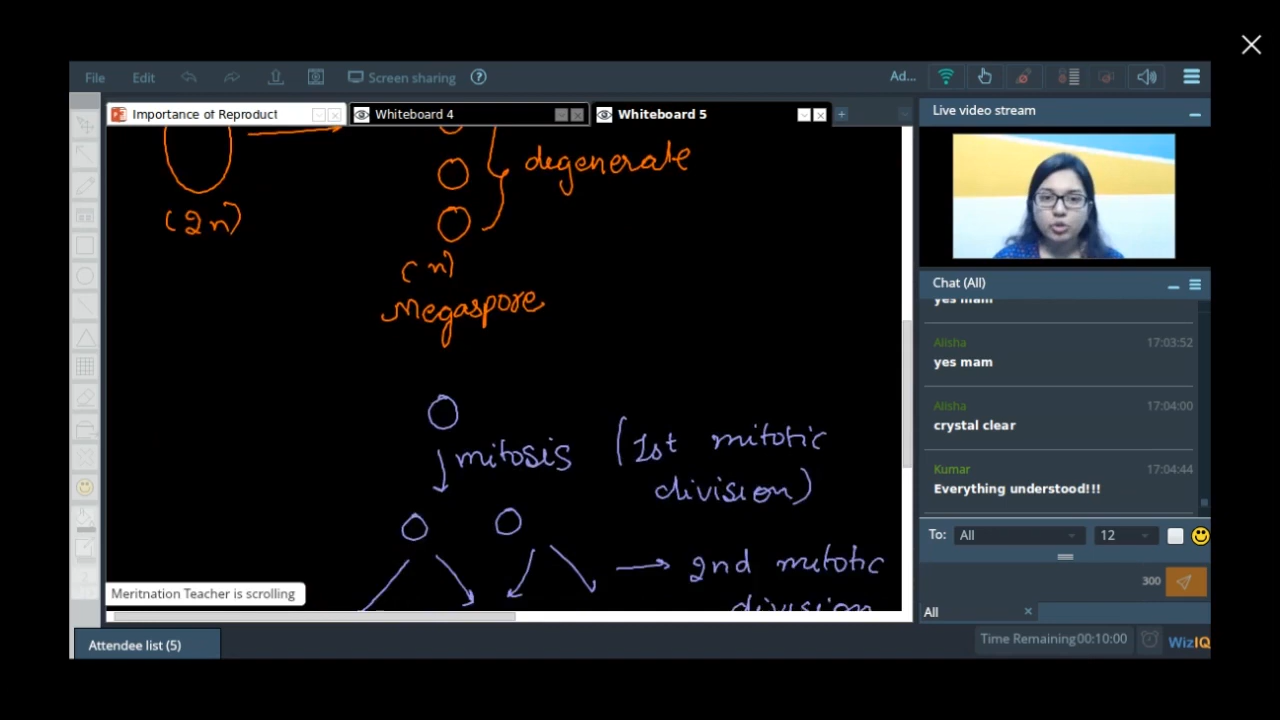 File Edit Screen sharing ? Ad...
Importance of Reproduct
Whiteboard 4
Whiteboard 5
Live video stream
degenerate
(2n)
(n)
Megaspore
mitosis (1st mitotic
division)
2nd mitotic
division
Meritnation Teacher is scrolling
Chat (All)
yes mam
Alisha 17:03:52
yes mam
Alisha 17:04:00
crystal clear
Kumar 17:04:44
Everything understood!!!
To: All 12
300
All
Attendee list (5)
Time Remaining 00:10:00
WizIQ